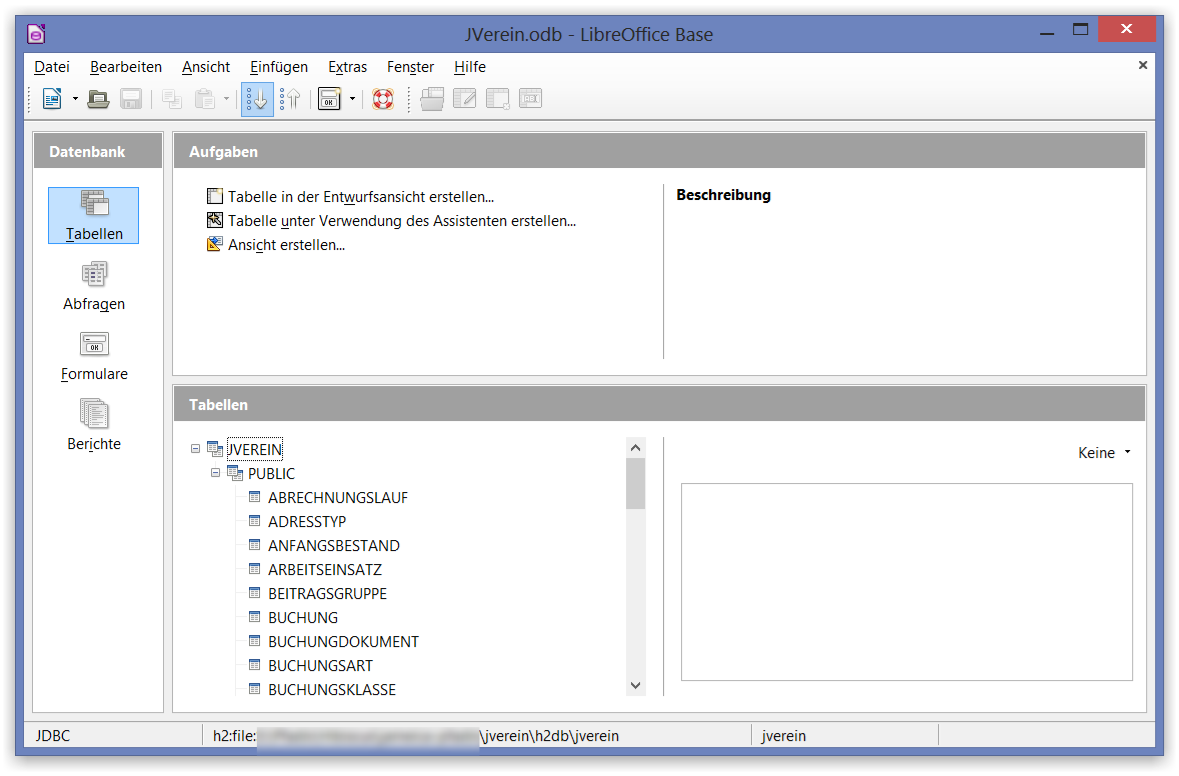 JVerein.odb - LibreOffice Base
Datei Bearbeiten Ansicht Einfügen Extras Fenster Hilfe
Datenbank
Tabellen
Abfragen
Formulare
Berichte
Aufgaben
Tabelle in der Entwurfsansicht erstellen...
Tabelle unter Verwendung des Assistenten erstellen...
Ansicht erstellen...
Beschreibung
Tabellen
JVEREIN
PUBLIC
ABRECHNUNGSLAUF
ADRESSTYP
ANFANGSBESTAND
ARBEITSEINSATZ
BEITRAGSGRUPPE
BUCHUNG
BUCHUNGDOKUMENT
BUCHUNGSART
BUCHUNGSKLASSE
Keine
JDBC h2:file: \jverein\h2db\jverein jverein